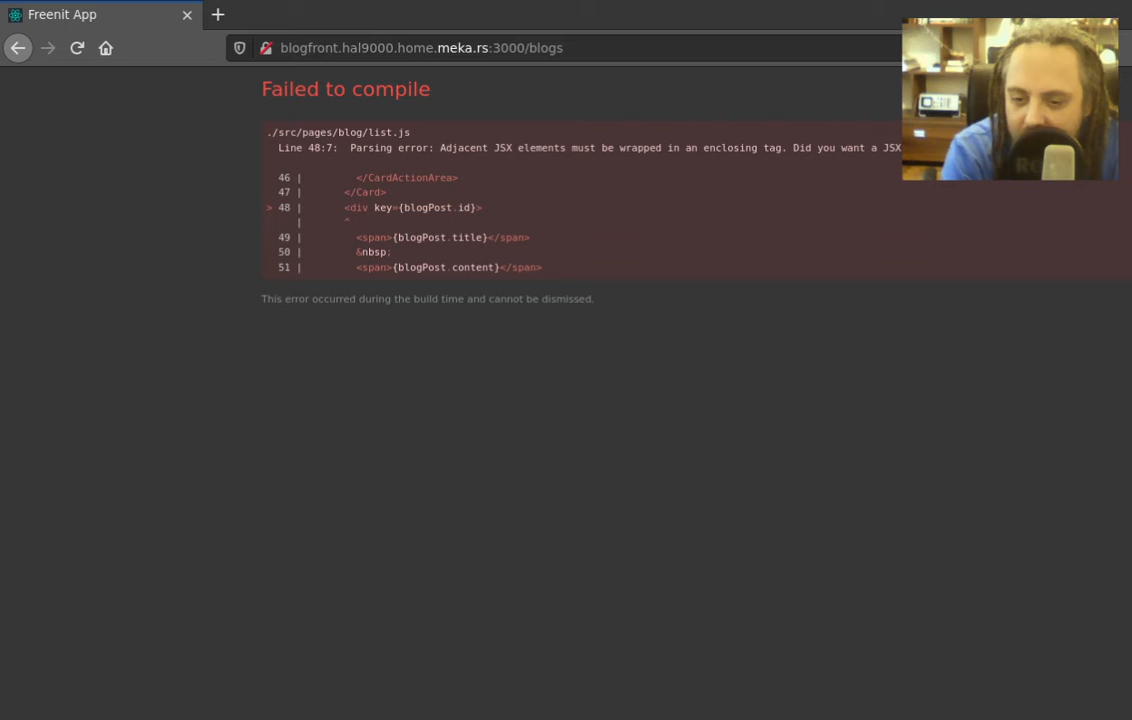 Freenit App
blogfront.hal9000.home.meka.rs:3000/blogs
Failed to compile
./src/pages/blog/list.js
Line 48:7:  Parsing error: Adjacent JSX elements must be wrapped in an enclosing tag. Did you want a JSX
46 |         </CardActionArea>
47 |       </Card>
> 48 |       <div key={blogPost.id}>
|       ^
49 |         <span>{blogPost.title}</span>
50 |         &nbsp;
51 |         <span>{blogPost.content}</span>
This error occurred during the build time and cannot be dismissed.